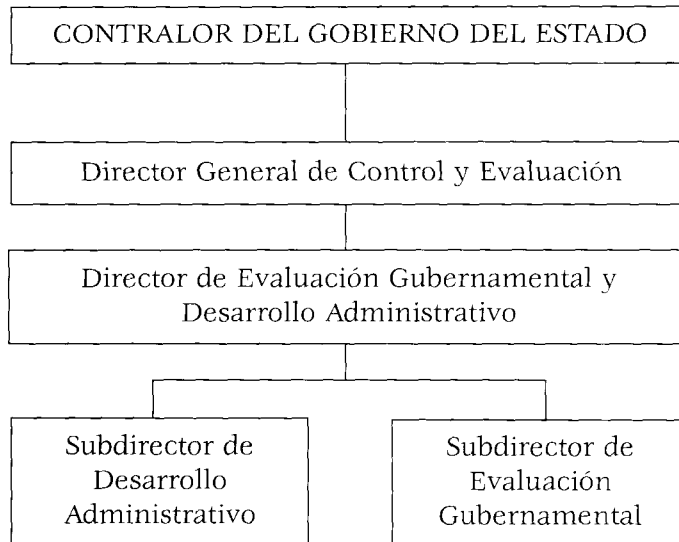 CONTRALOR DEL GOBIERNO DEL ESTADO
Director General de Control y Evaluación
Director de Evaluación Gubernamental y
Desarrollo Administrativo
Subdirector de
Desarrollo
Administrativo
Subdirector de
Evaluación
Gubernamental